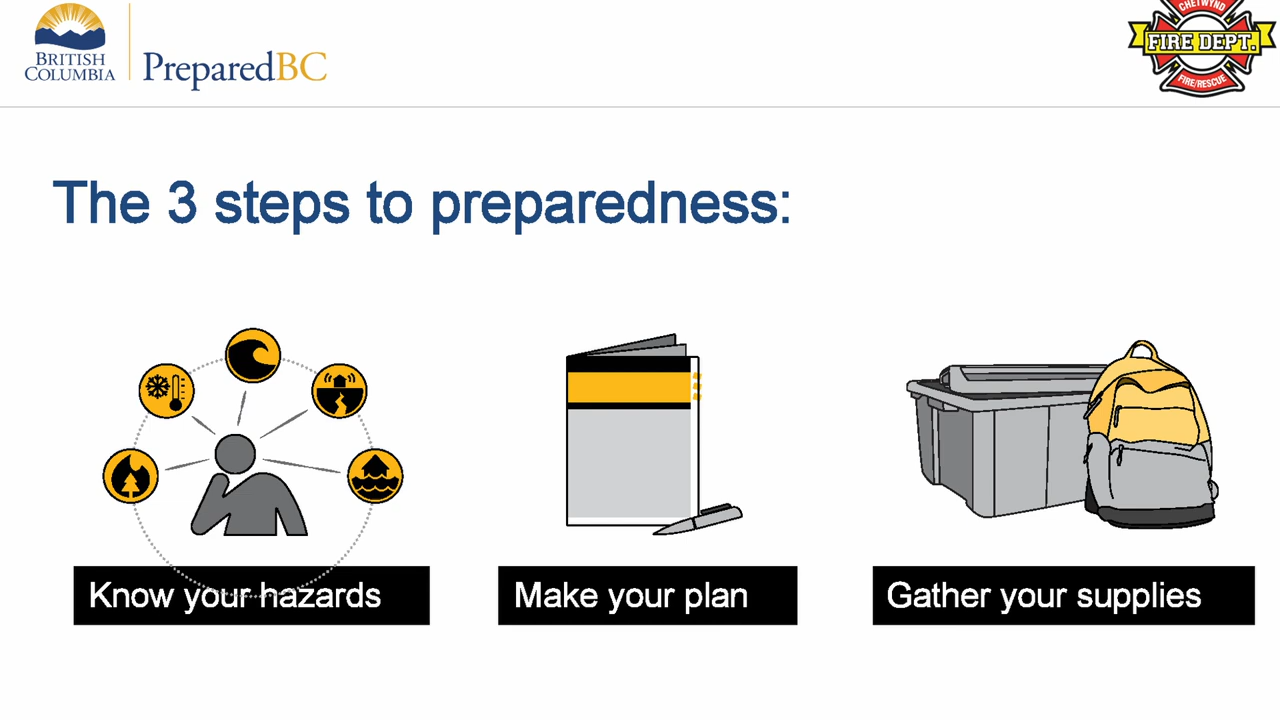 BRITISH
COLUMBIA
PreparedBC
CHETWYND
FIRE DEPT.
FIRE/RESCUE
The 3 steps to preparedness:
Know your hazards
Make your plan
Gather your supplies